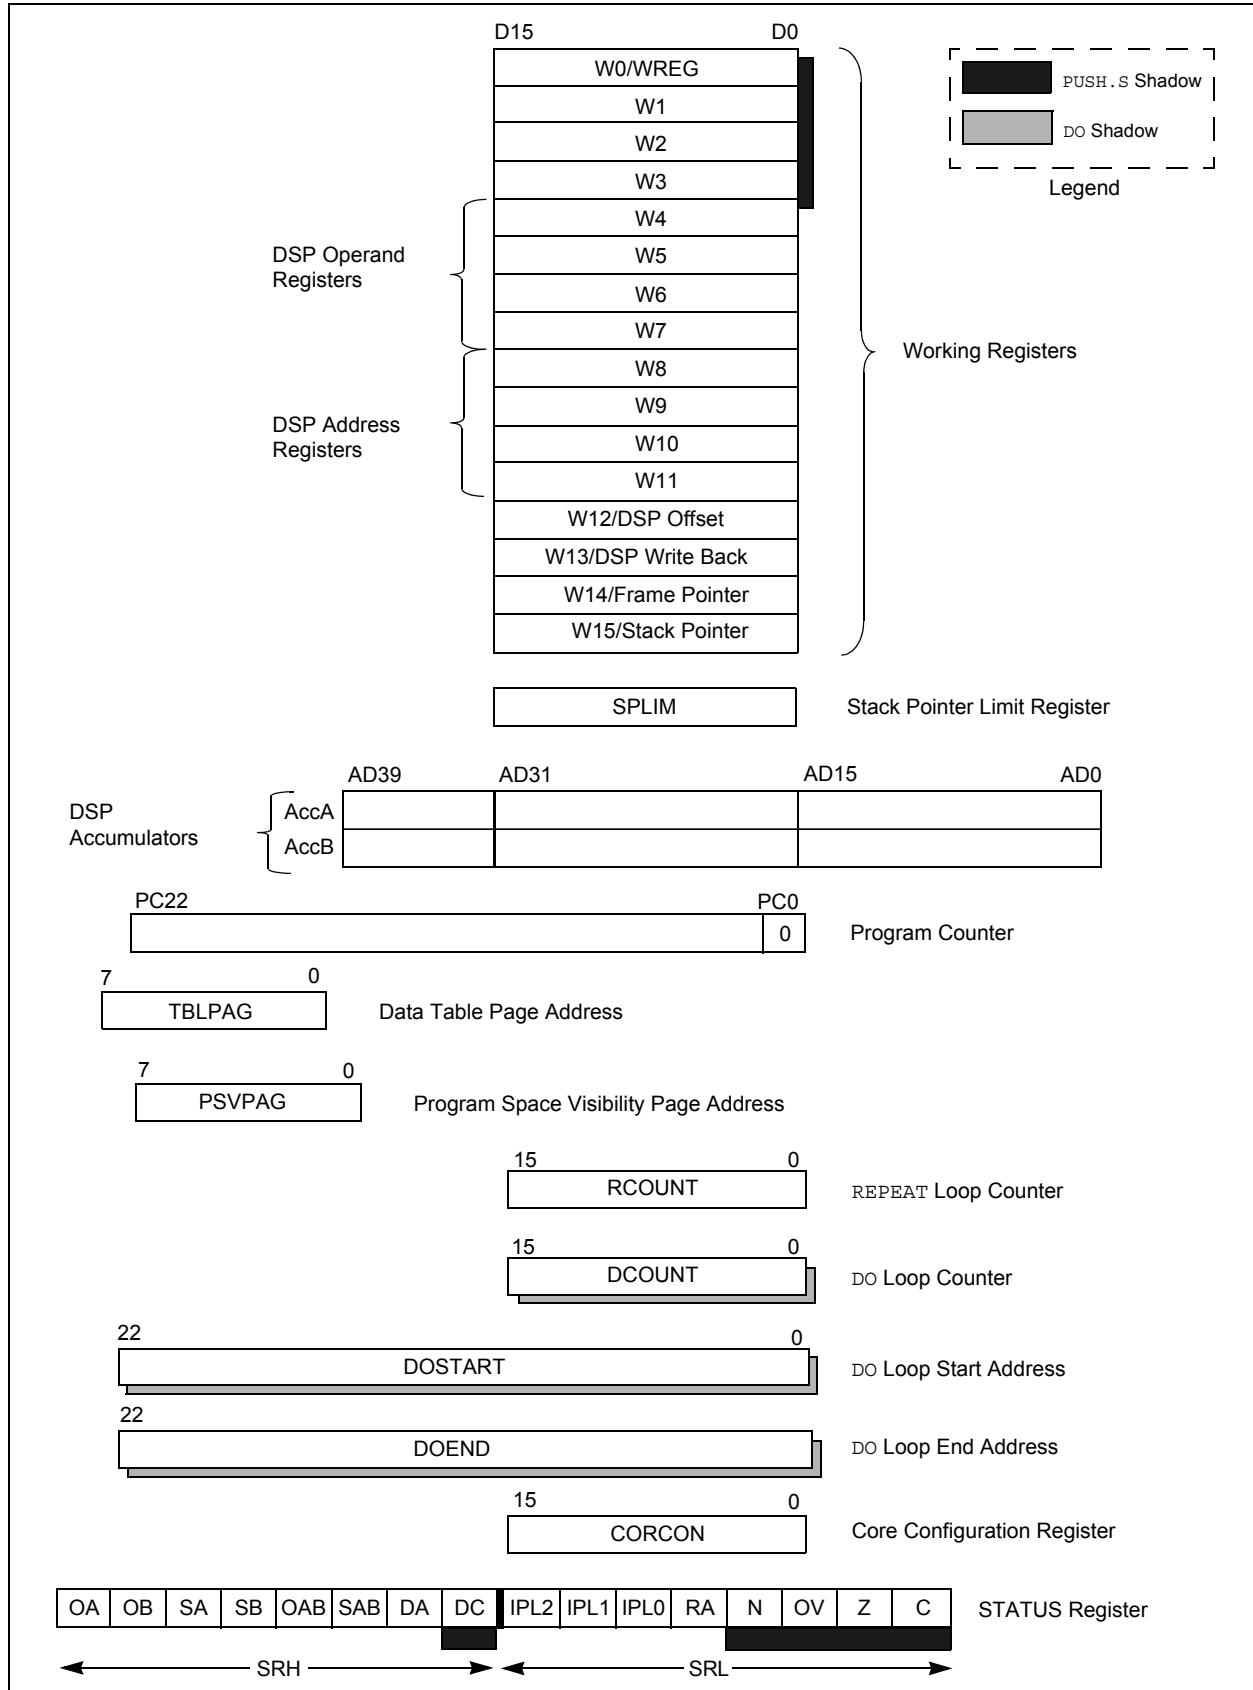 D15 D0
W0/WREG
PUSH.S Shadow
W1
DO Shadow
W2
W3
Legend
W4
DSP Operand
Registers
W5
W6
W7
Working Registers
W8
W9
DSP Address
Registers
W10
W11
W12/DSP Offset
W13/DSP Write Back
W14/Frame Pointer
W15/Stack Pointer
SPLIM Stack Pointer Limit Register
AD39 AD31 AD15 AD0
DSP
Accumulators
AccA
AccB
PC22 PC0
0 Program Counter
7 0
TBLPAG Data Table Page Address
7 0
PSVPAG Program Space Visibility Page Address
15 0
RCOUNT REPEAT Loop Counter
15 0
DCOUNT DO Loop Counter
22 0
DOSTART DO Loop Start Address
22
DOEND DO Loop End Address
15 0
CORCON Core Configuration Register
OA OB SA SB OAB SAB DA DC IPL2 IPL1 IPL0 RA N OV Z C STATUS Register
SRH SRL